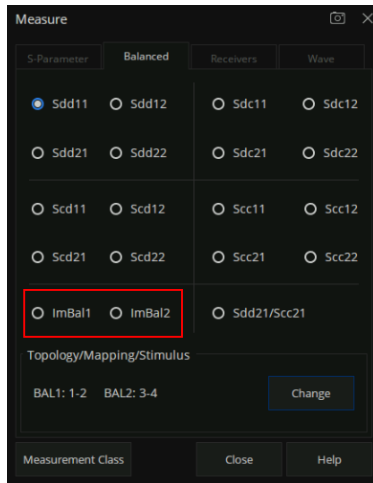 Measure
S-Parameter Balanced Receivers Wave
Sdd11 Sdd12 Sdc11 Sdc12
Sdd21 Sdd22 Sdc21 Sdc22
Scd11 Scd12 Scc11 Scc12
Scd21 Scd22 Scc21 Scc22
ImBal1 ImBal2 Sdd21/Scc21
Topology/Mapping/Stimulus
BAL1: 1-2 BAL2: 3-4 Change
Measurement Class Close Help